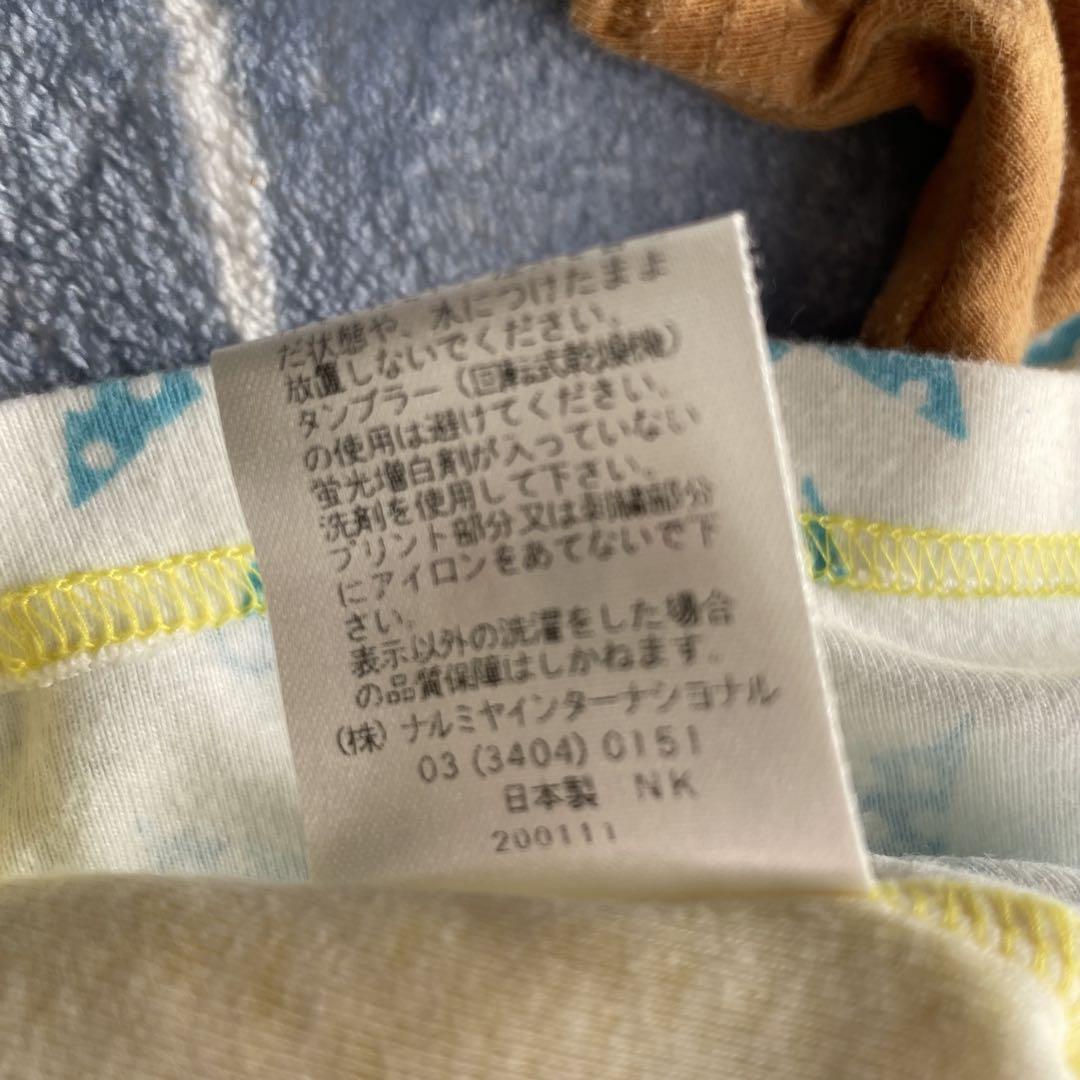 だ状態や、水につけたままよ
放置しないでください。
タンブラー（回転式乾燥機）
の使用は避けてください。
蛍光増白剤が入っていない
洗剤を使用して下さい。
プリント部分又は刺繍部分
にアイロンをあてないで下
さい。
表示以外の洗濯をした場合
の品質保障はしかねます。
（株）ナルミヤインターナショナル
03 (3404) 0151
日本製 NK
200111